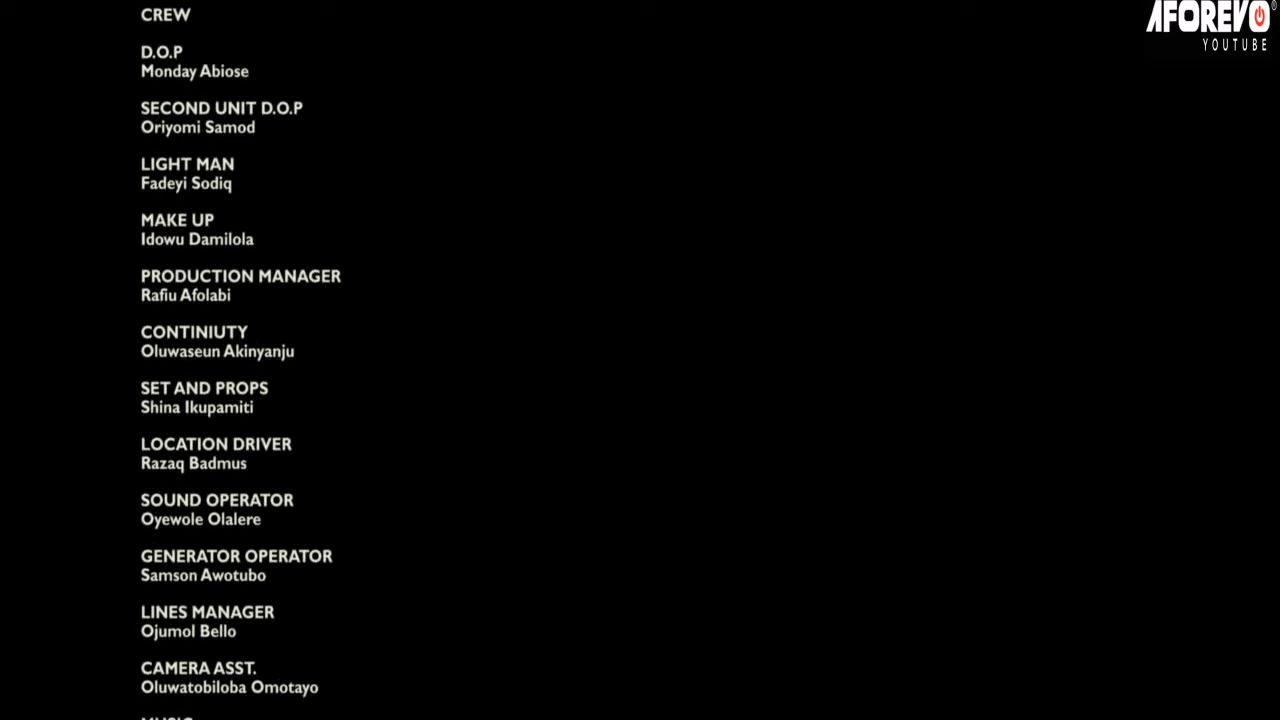 CREW
D.O.P
Monday Abiose
SECOND UNIT D.O.P
Oriyomi Samod
LIGHT MAN
Fadeyi Sodiq
MAKE UP
Idowu Damilola
PRODUCTION MANAGER
Rafiu Afolabi
CONTINIUTY
Oluwaseun Akinyanju
SET AND PROPS
Shina Ikupamiti
LOCATION DRIVER
Razaq Badmus
SOUND OPERATOR
Oyewole Olalere
GENERATOR OPERATOR
Samson Awotubo
LINES MANAGER
Ojumol Bello
CAMERA ASST.
Oluwatobiloba Omotayo
MUSIC
AFOREVO®
YOUTUBE